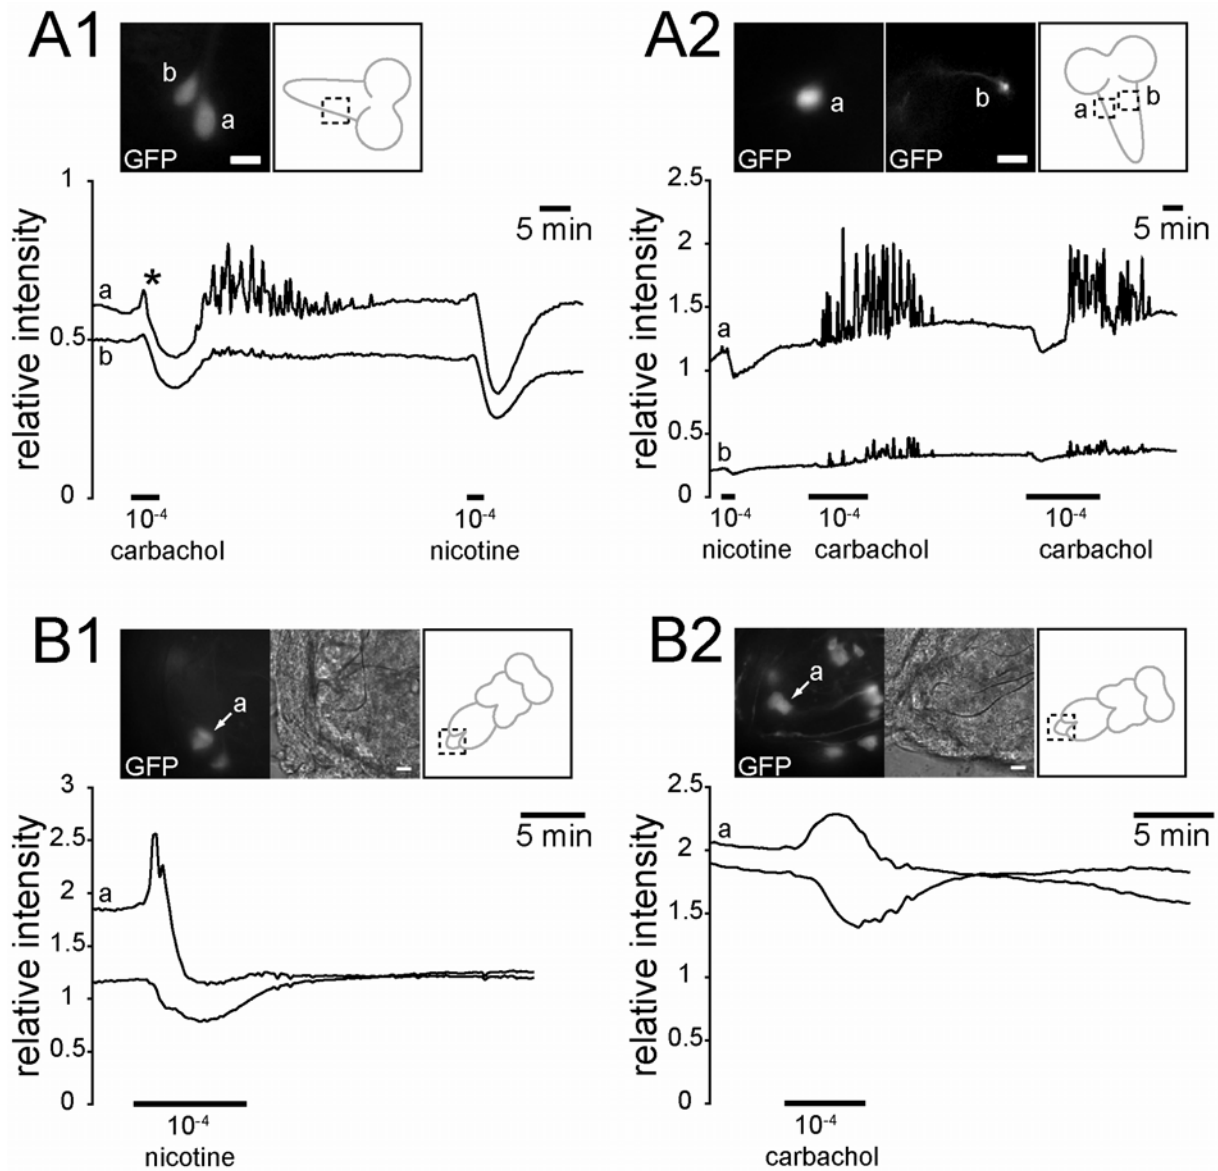 A1
b
a
GFP
1
0.5
0
relative intensity
5 min
a
*
b
10-4
carbachol
10-4
nicotine
A2
a
GFP
b
GFP
a
b
2.5
2
1.5
1
0.5
0
relative intensity
5 min
a
b
10-4
nicotine
10-4
carbachol
10-4
carbachol
B1
a
GFP
3
2.5
2
1.5
1
0.5
0
relative intensity
5 min
a
10-4
nicotine
B2
a
GFP
2.5
2
1.5
1
0.5
0
relative intensity
5 min
a
10-4
carbachol